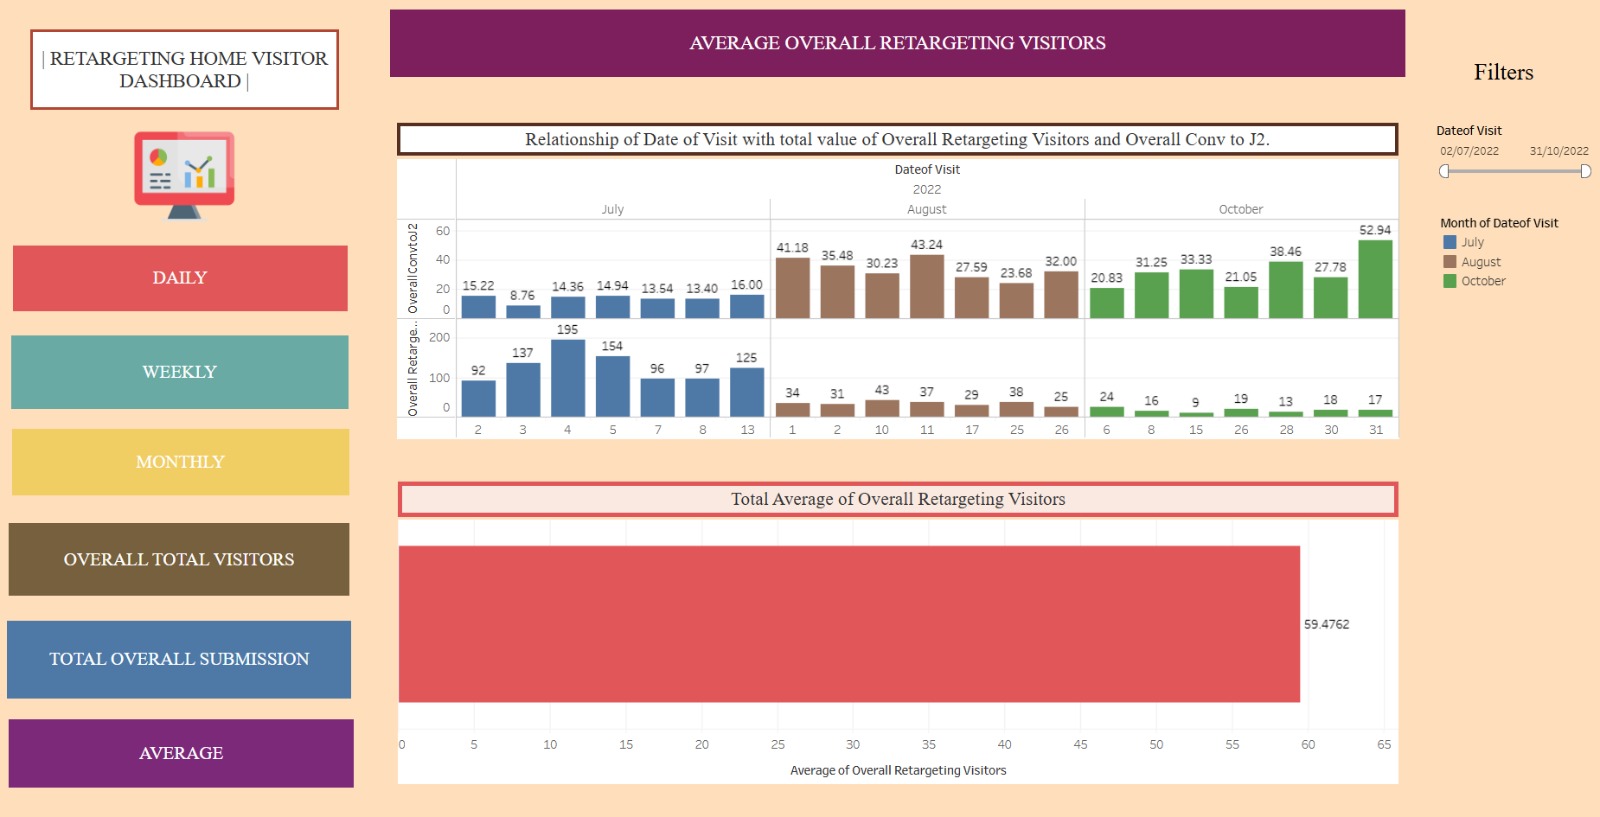 | RETARGETING HOME VISITOR
DASHBOARD |
DAILY
WEEKLY
MONTHLY
OVERALL TOTAL VISITORS
TOTAL OVERALL SUBMISSION
AVERAGE
AVERAGE OVERALL RETARGETING VISITORS
Relationship of Date of Visit with total value of Overall Retargeting Visitors and Overall Conv to J2.
Dateof Visit
2022
July August October
OverallConvtoJ2
60
40
20
0
15.22 8.76 14.36 14.94 13.54 13.40 16.00 41.18 35.48 30.23 43.24 27.59 23.68 32.00 20.83 31.25 33.33 21.05 38.46 27.78 52.94
Overall Retarge..
200
100
0
92 137 195 154 96 97 125 34 31 43 37 29 38 25 24 16 9 19 13 18 17
2 3 4 5 7 8 13 1 2 10 11 17 25 26 6 8 15 26 28 30 31
Total Average of Overall Retargeting Visitors
59.4762
0 5 10 15 20 25 30 35 40 45 50 55 60 65
Average of Overall Retargeting Visitors
Filters
Dateof Visit
02/07/2022 31/10/2022
Month of Dateof Visit
July
August
October